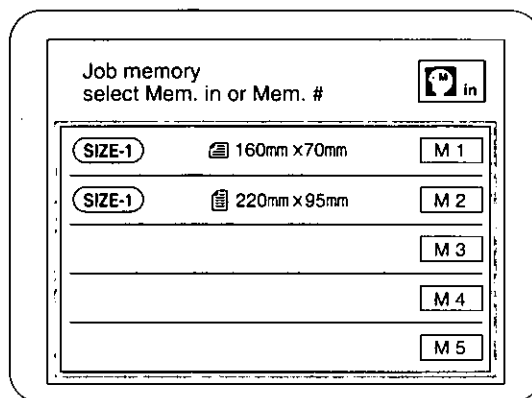 Job memory
select Mem. in or Mem. #
M in
SIZE-1 160mm×70mm M 1
SIZE-1 220mm×95mm M 2
M 3
M 4
M 5